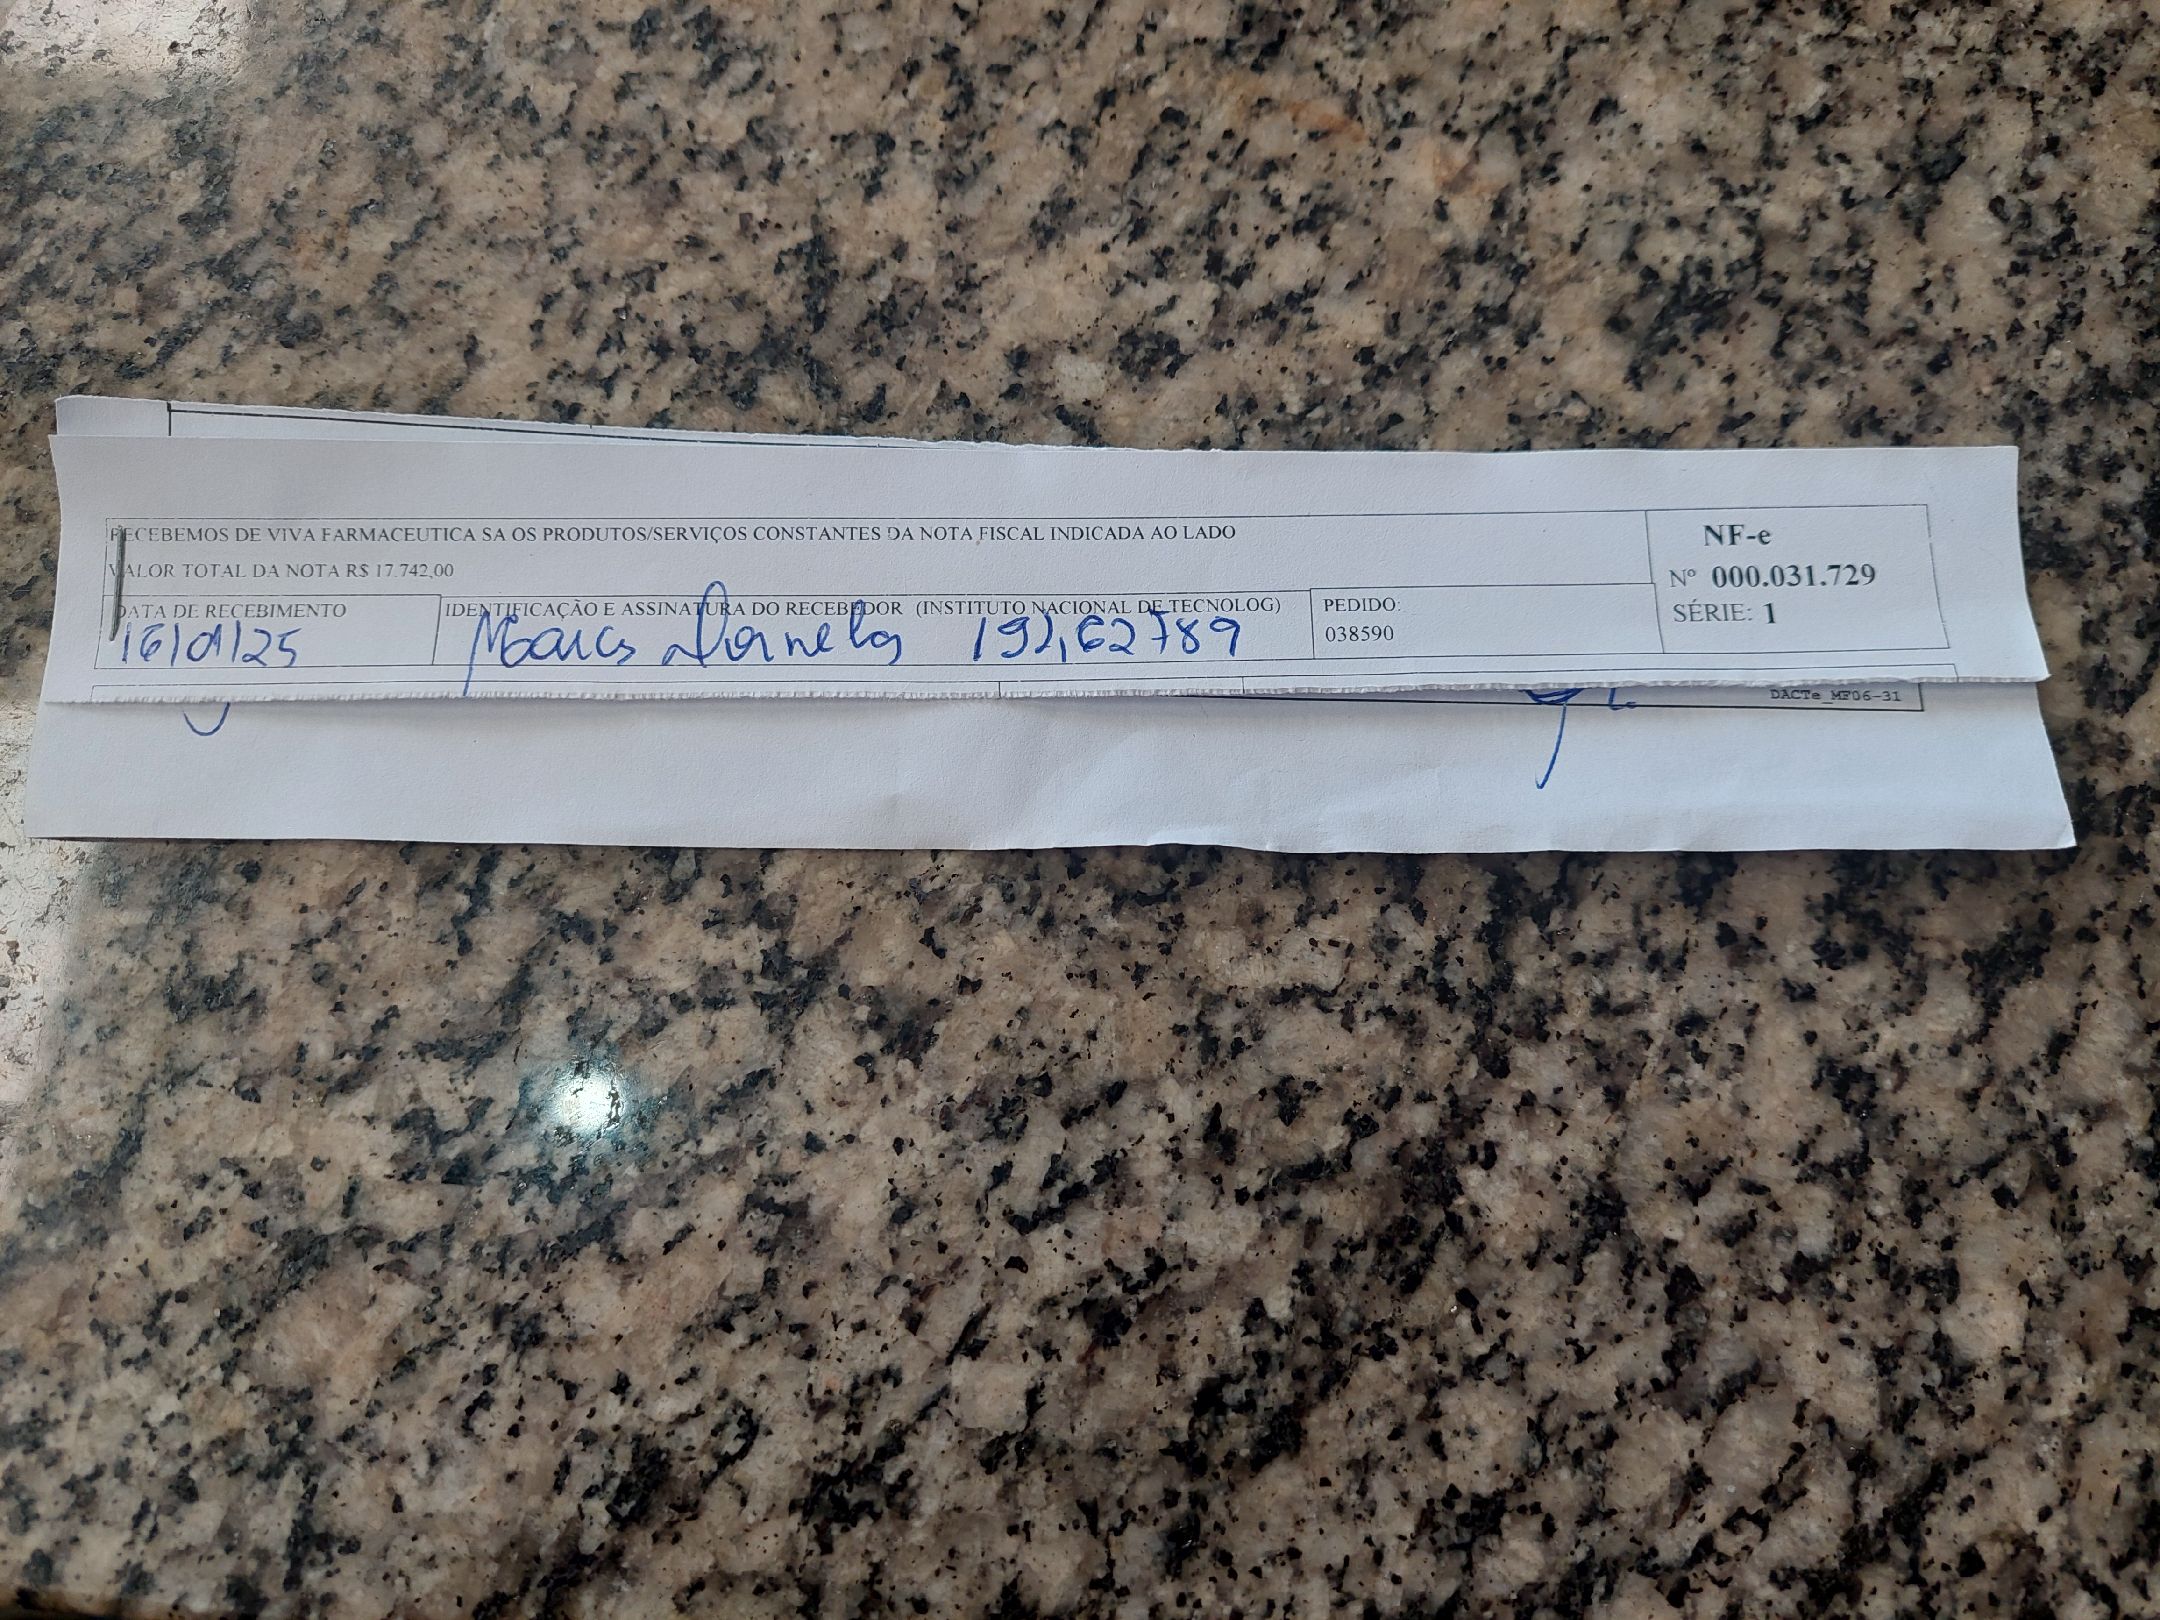 RECEBEMOS DE VIVA FARMACEUTICA SA OS PRODUTOS/SERVIÇOS CONSTANTES DA NOTA FISCAL INDICADA AO LADO
VALOR TOTAL DA NOTA R$ 17.742,00
NF-e
Nº 000.031.729
SÉRIE: 1
DATA DE RECEBIMENTO
16/01/25
IDENTIFICAÇÃO E ASSINATURA DO RECEBEDOR (INSTITUTO NACIONAL DE TECNOLOG)
PEDIDO:
038590
DACTe_MF06-31